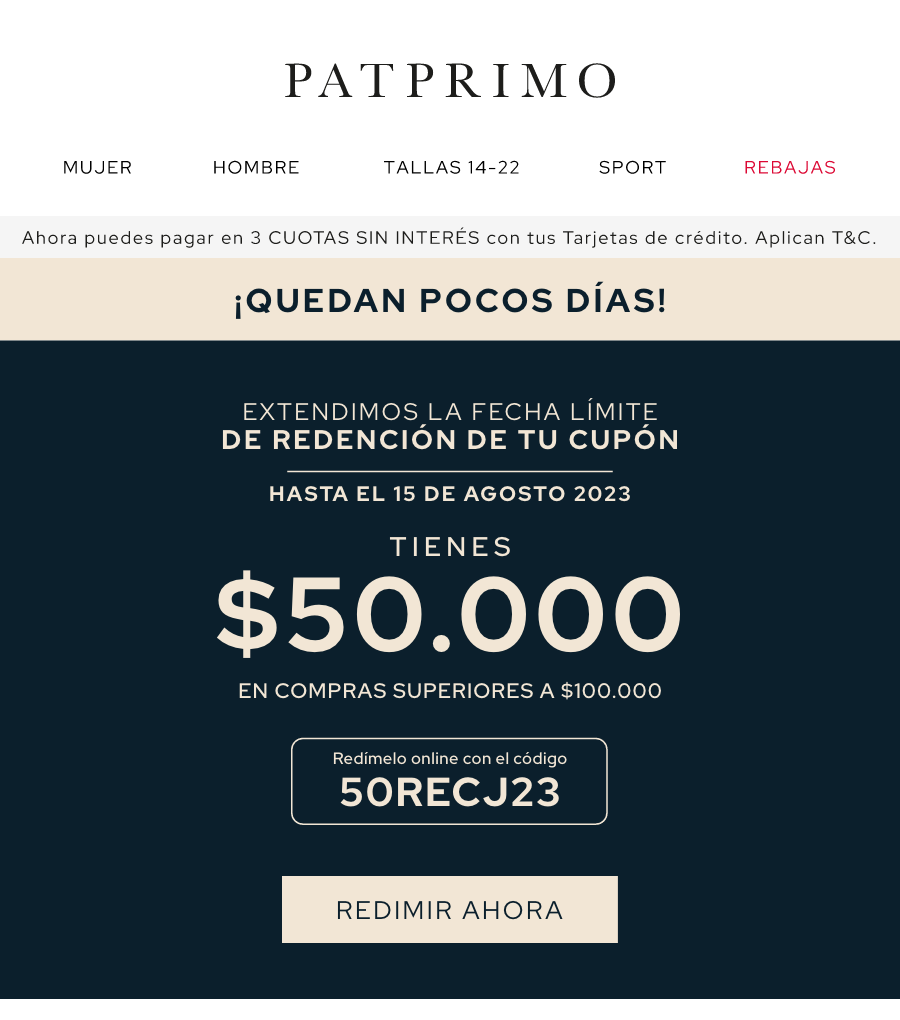 PATPRIMO
MUJER HOMBRE TALLAS 14-22 SPORT REBAJAS
Ahora puedes pagar en 3 CUOTAS SIN INTERÉS con tus Tarjetas de crédito. Aplican T&C.
¡QUEDAN POCOS DÍAS!
EXTENDIMOS LA FECHA LÍMITE
DE REDENCIÓN DE TU CUPÓN
HASTA EL 15 DE AGOSTO 2023
TIENES
$50.000
EN COMPRAS SUPERIORES A $100.000
Redímelo online con el código
50RECJ23
REDIMIR AHORA